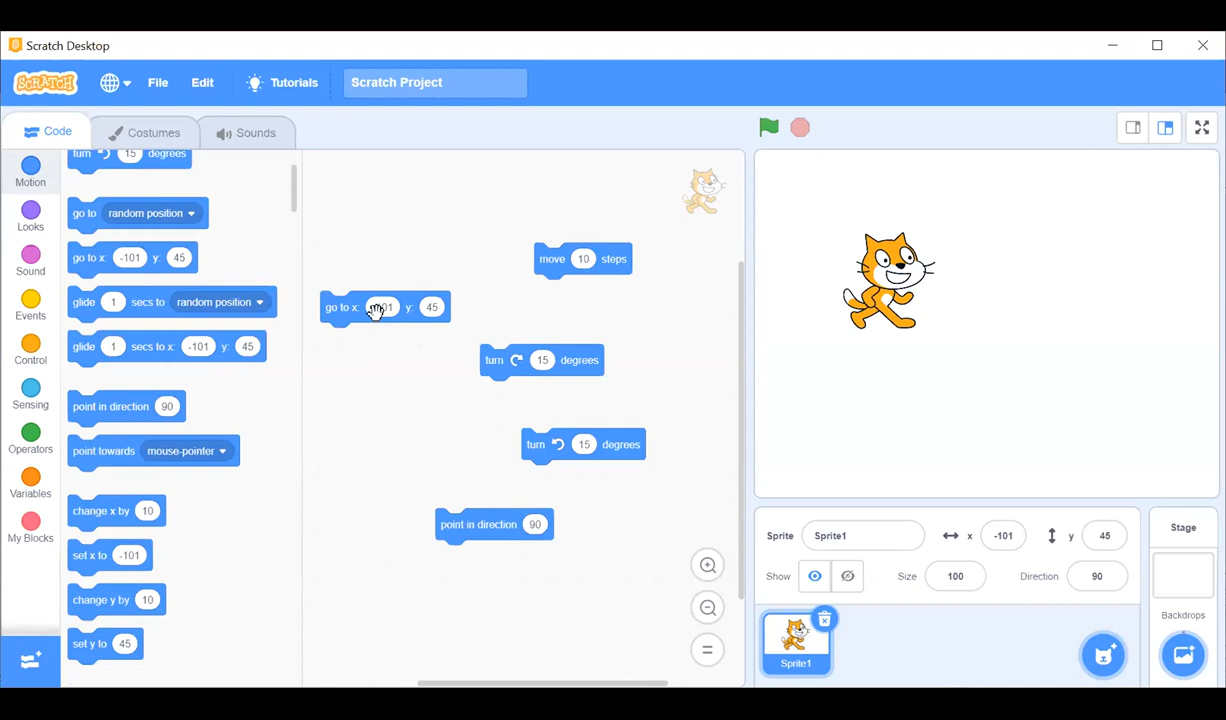 Scratch Desktop
SCRATCH File Edit Tutorials Scratch Project
Code Costumes Sounds
Motion
Looks
Sound
Events
Control
Sensing
Operators
Variables
My Blocks
turn 15 degrees
go to random position
go to x: -101 y: 45
glide 1 secs to random position
glide 1 secs to x: -101 y: 45
point in direction 90
point towards mouse-pointer
change x by 10
set x to -101
change y by 10
set y to 45
move 10 steps
go to x: y: 45
turn 15 degrees
turn 15 degrees
point in direction 90
Sprite Sprite1 x -101 y 45
Show Size 100 Direction 90
Sprite1
Stage
Backdrops